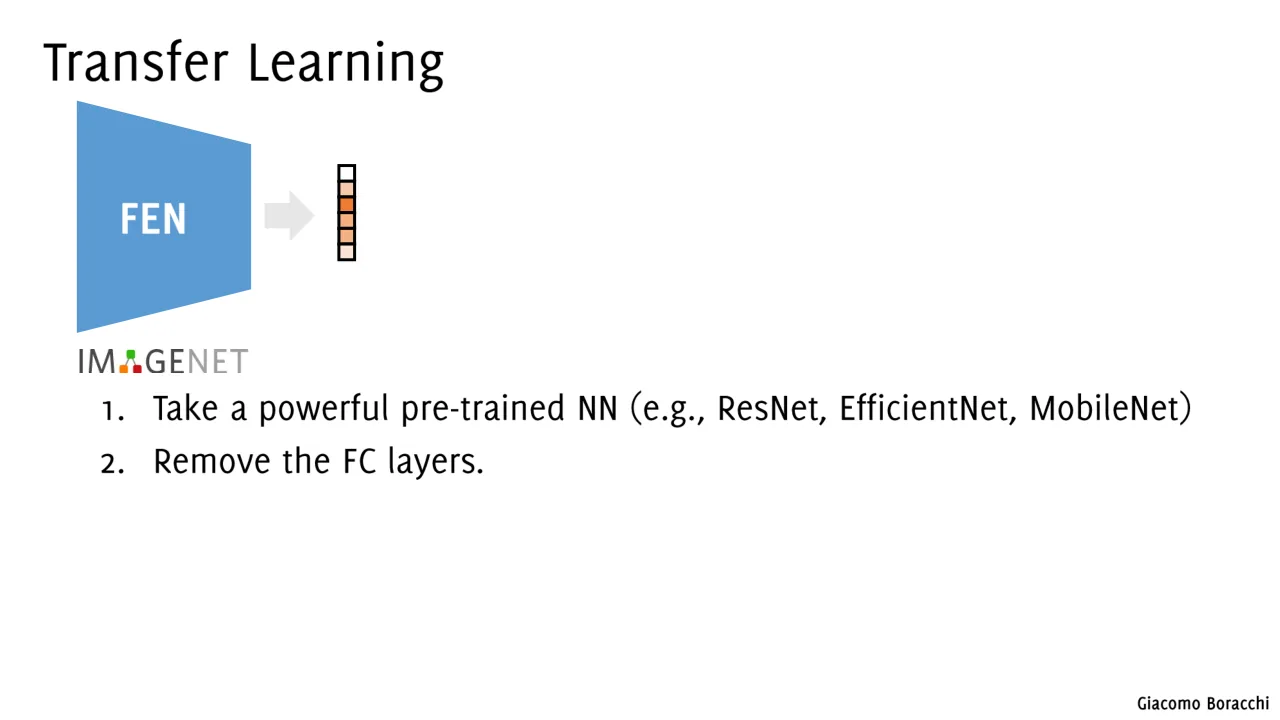 Transfer Learning
FEN
IMAGENET
1. Take a powerful pre-trained NN (e.g., ResNet, EfficientNet, MobileNet)
2. Remove the FC layers.
Giacomo Boracchi